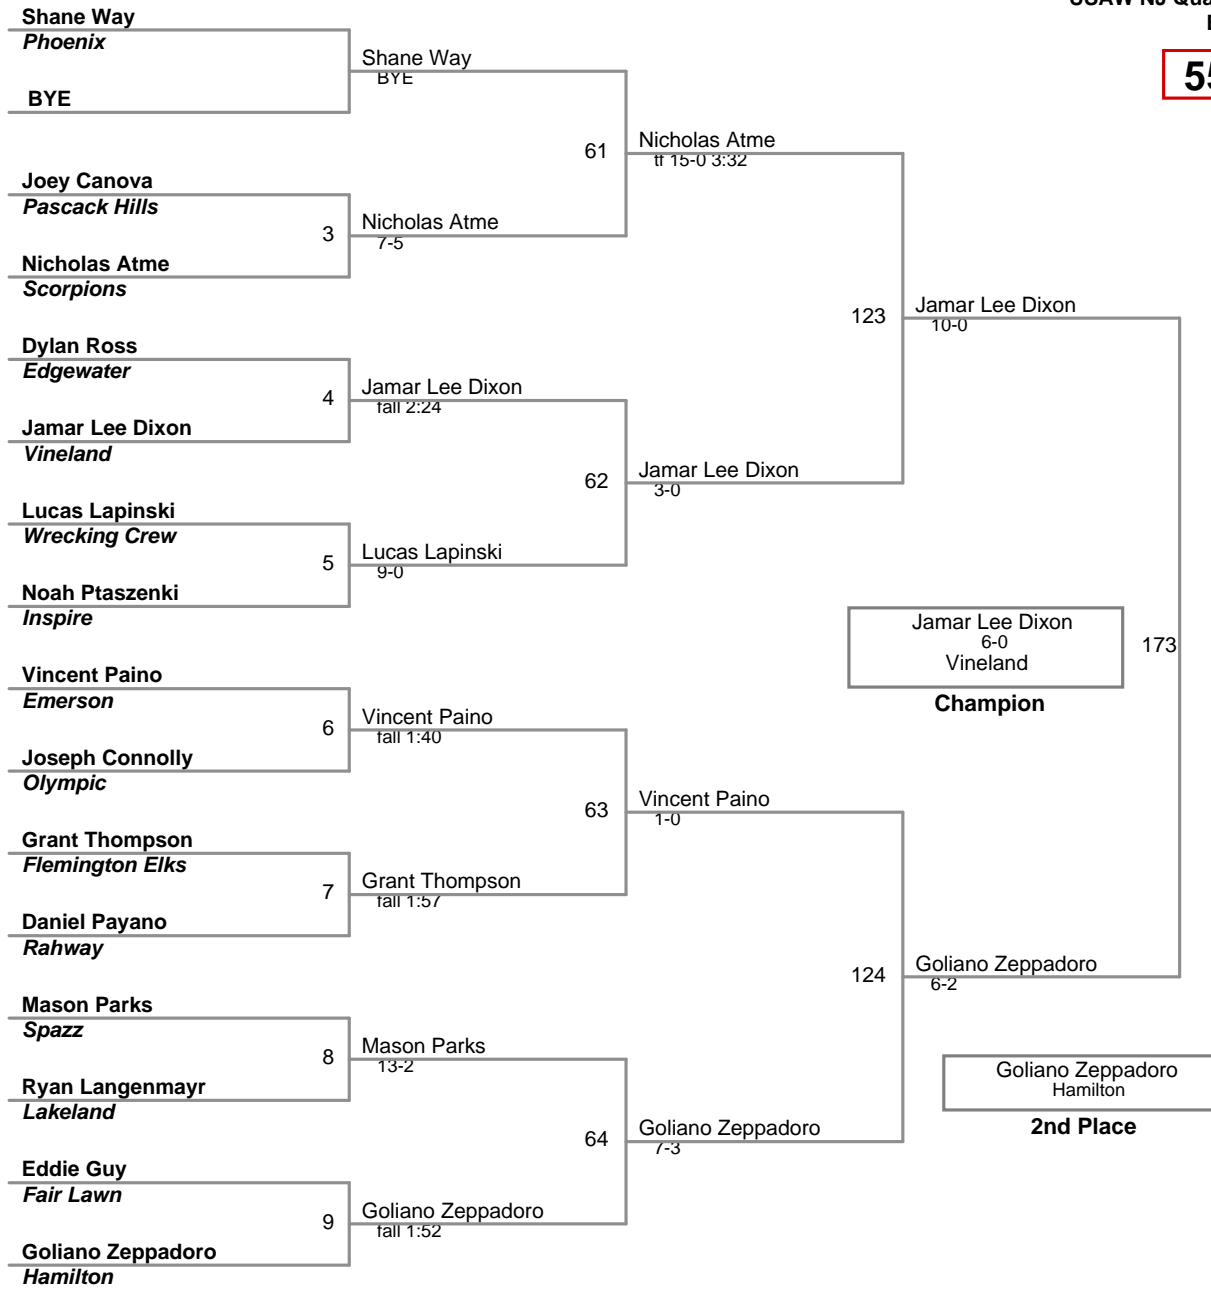 Shane Way
Phoenix
BYE
Joey Canova
Pascack Hills
Nicholas Atme
Scorpions
Dylan Ross
Edgewater
Jamar Lee Dixon
Vineland
Lucas Lapinski
Wrecking Crew
Noah Ptaszenki
Inspire
Vincent Paino
Emerson
Joseph Connolly
Olympic
Grant Thompson
Flemington Elks
Daniel Payano
Rahway
Mason Parks
Spazz
Ryan Langenmayr
Lakeland
Eddie Guy
Fair Lawn
Goliano Zeppadoro
Hamilton
3
4
5
6
7
8
9
Shane Way
BYE
Nicholas Atme
7-5
Jamar Lee Dixon
fall 2:24
Lucas Lapinski
9-0
Vincent Paino
fall 1:40
Grant Thompson
fall 1:57
Mason Parks
13-2
Goliano Zeppadoro
fall 1:52
61
62
63
64
Nicholas Atme
tf 15-0 3:32
Jamar Lee Dixon
3-0
Vincent Paino
1-0
Goliano Zeppadoro
7-3
123
124
Jamar Lee Dixon
10-0
Goliano Zeppadoro
6-2
173
Jamar Lee Dixon
6-0
Vineland
Champion
Goliano Zeppadoro
Hamilton
2nd Place
USAW NJ
55